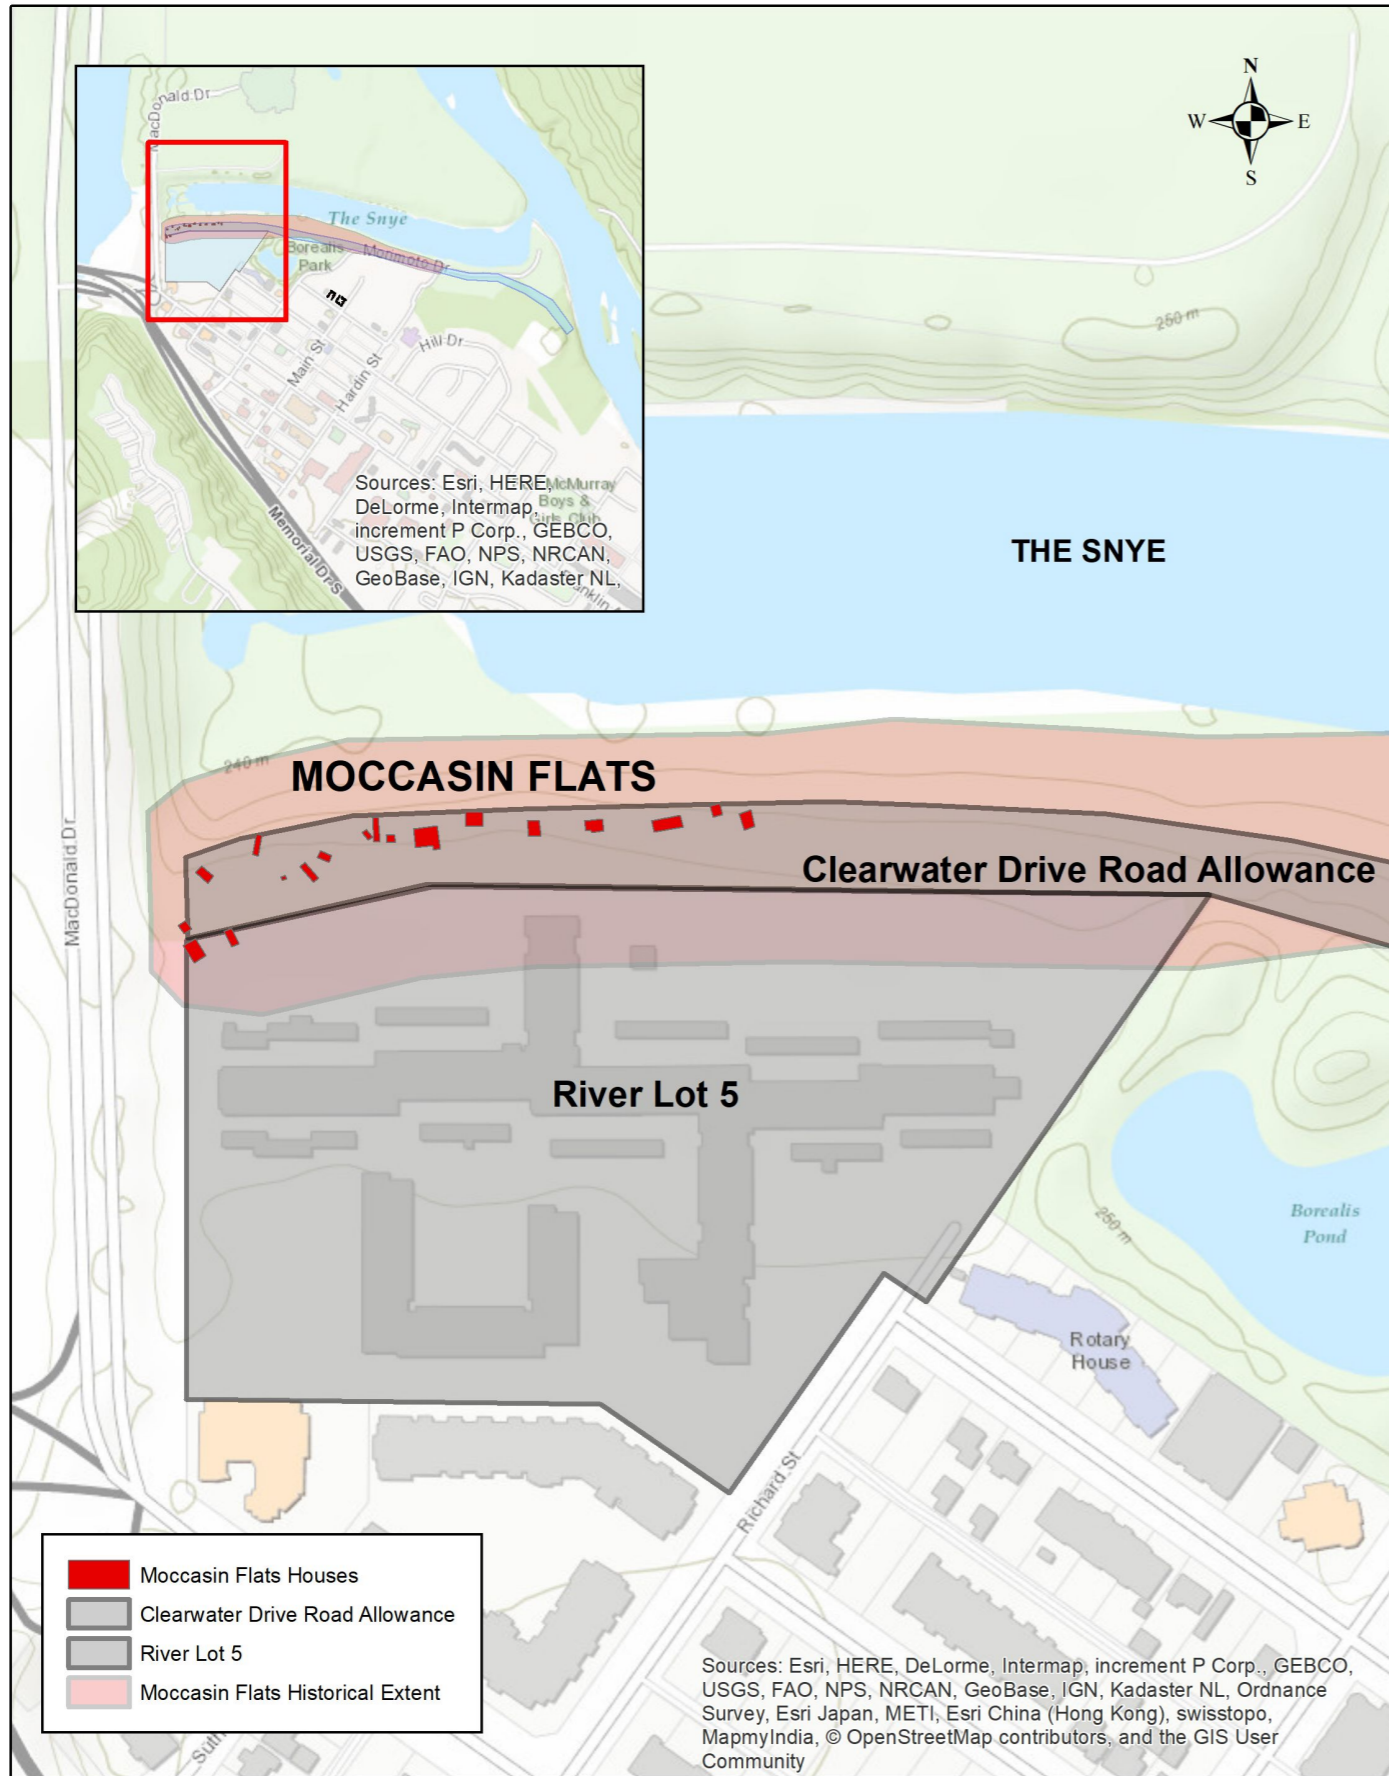 N
W E
S
MacDonald Dr
The Snye
Borealis
Park
Morimoto Dr
Main St
Hardin St
Hill Dr
Memorial Dr S
McMurray
Boys &
Girls Club
Sources: Esri, HERE,
DeLorme, Intermap,
increment P Corp., GEBCO,
USGS, FAO, NPS, NRCAN,
GeoBase, IGN, Kadaster NL,
250 m
THE SNYE
240 m
MOCCASIN FLATS
Clearwater Drive Road Allowance
MacDonald Dr
River Lot 5
250 m
Borealis
Pond
Rotary
House
Richard St
Moccasin Flats Houses
Clearwater Drive Road Allowance
River Lot 5
Moccasin Flats Historical Extent
Sources: Esri, HERE, DeLorme, Intermap, increment P Corp., GEBCO,
USGS, FAO, NPS, NRCAN, GeoBase, IGN, Kadaster NL, Ordnance
Survey, Esri Japan, METI, Esri China (Hong Kong), swisstopo,
MapmyIndia, © OpenStreetMap contributors, and the GIS User
Community